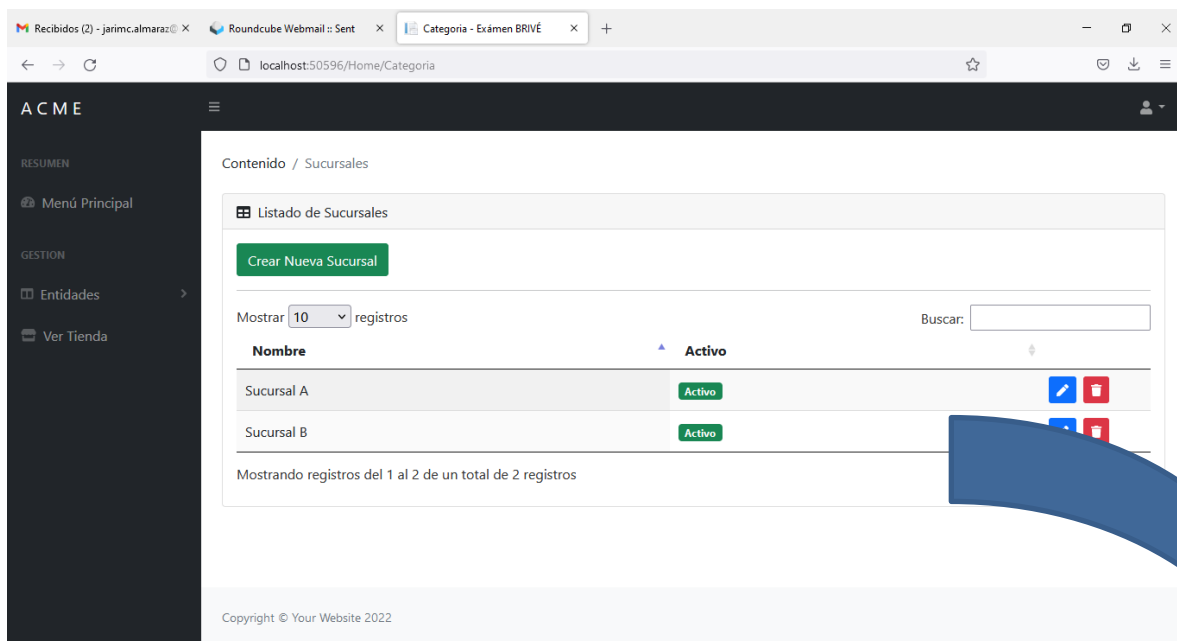 Recibidos (2) - jarimc.almaraz@
Roundcube Webmail :: Sent
Categoria - Exámen BRIVÉ
localhost:50596/Home/Categoria
ACME
RESUMEN
Menú Principal
GESTION
Entidades
Ver Tienda
Contenido / Sucursales
Listado de Sucursales
Crear Nueva Sucursal
Mostrar 10 registros
Buscar:
Nombre Activo
Sucursal A Activo
Sucursal B Activo
Mostrando registros del 1 al 2 de un total de 2 registros
Copyright © Your Website 2022